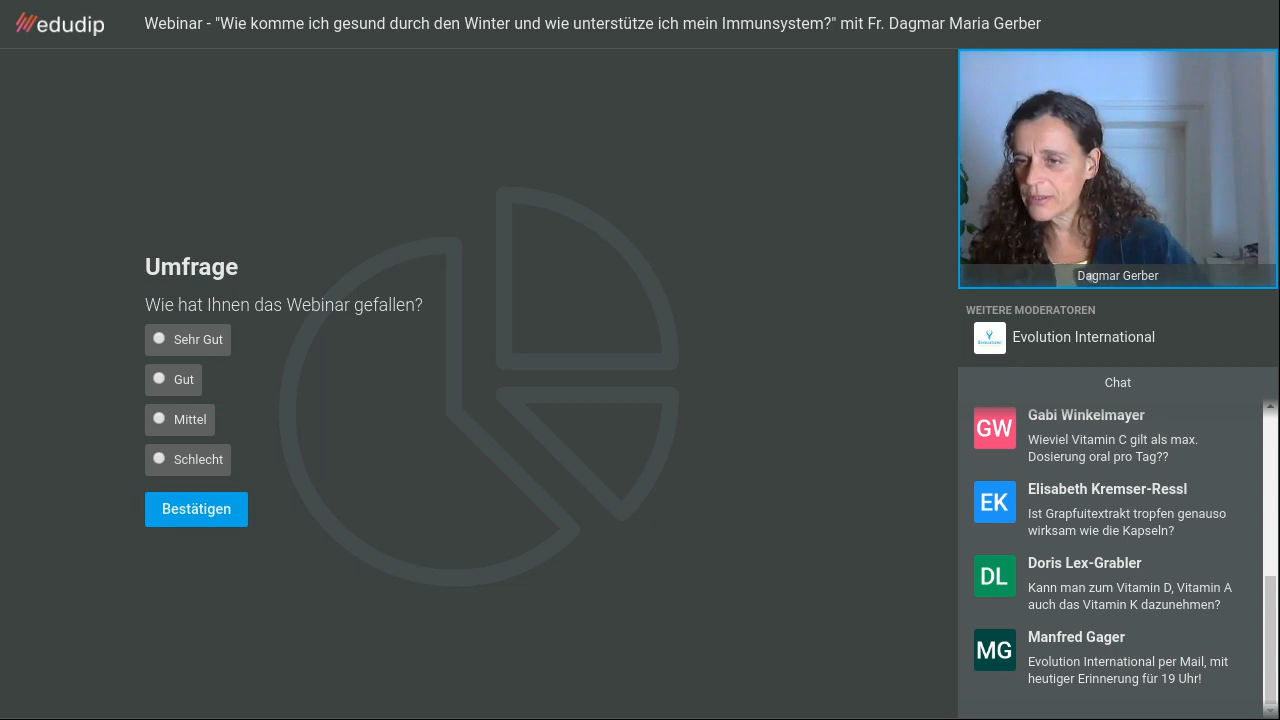 edudip
Webinar - "Wie komme ich gesund durch den Winter und wie unterstütze ich mein Inmunsystem?" mit Fr. Dagmar Maria Gerber
Umfrage
Wie hat Ihnen das Webinar gefallen?
Sehr Gut
Gut
Mittel
Schlecht
Bestätigen
Dagmar Gerber
WEITERE MODERATOREN
Evolution International
Chat
GW
Gabi Winkelmayer
Wieviel Vitamin C gilt als max.
Dosierung oral pro Tag??
EK
Elisabeth Kremser-Ressl
Ist Grapfuitextrakt tropfen genauso
wirksam wie die Kapseln?
DL
Doris Lex-Grabler
Kann man zum Vitamin D, Vitamin A
auch das Vitamin K dazunehmen?
MG
Manfred Gager
Evolution International per Mail, mit
heutiger Erinnerung für 19 Uhr!